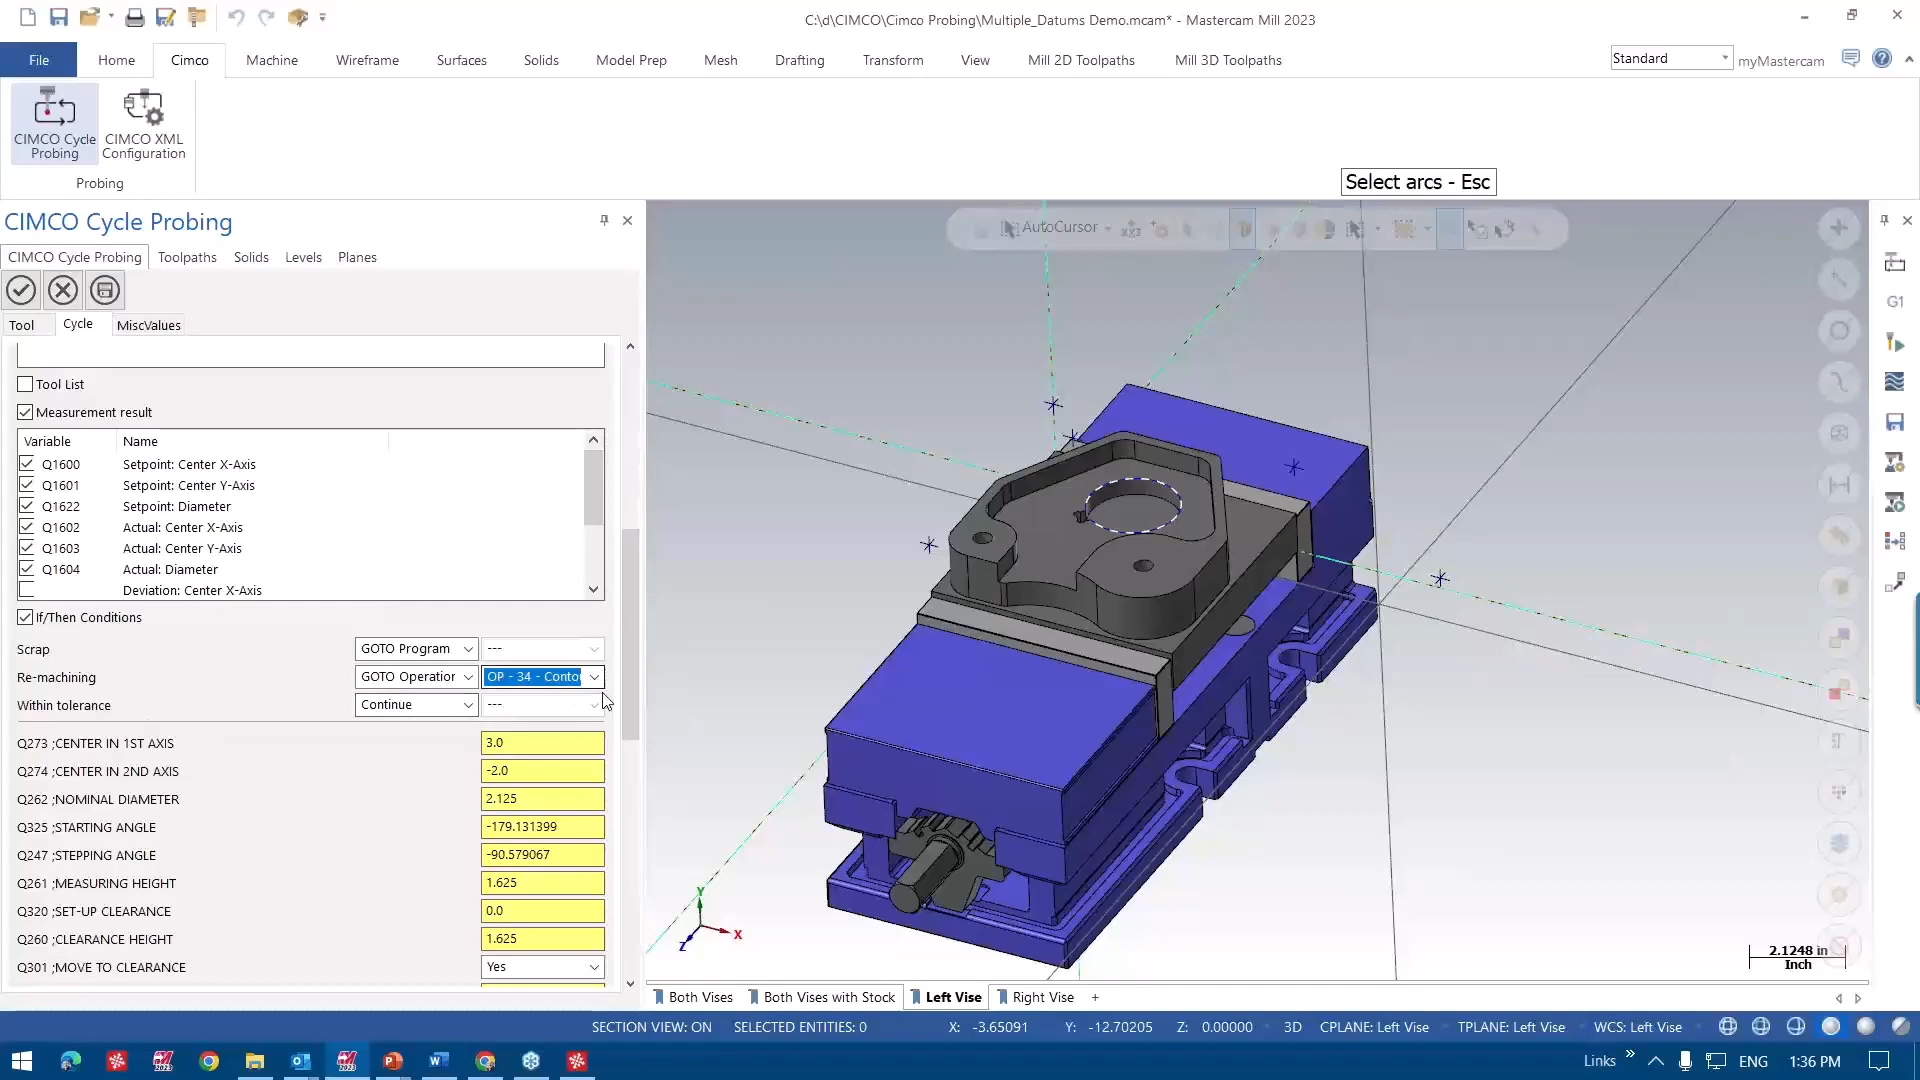 C:\d\CIMCO\Cimco Probing\Multiple_Datums Demo.mcam* - Mastercam Mill 2023
File Home Cimco Machine Wireframe Surfaces Solids Model Prep Mesh Drafting Transform View Mill 2D Toolpaths Mill 3D Toolpaths Standard myMastercam
CIMCO Cycle Probing
CIMCO XML Configuration
Probing
Select arcs - Esc
CIMCO Cycle Probing
AutoCursor
CIMCO Cycle Probing Toolpaths Solids Levels Planes
G1
Tool Cycle MiscValues
Tool List
Measurement result
Variable Name
Q1600 Setpoint: Center X-Axis
Q1601 Setpoint: Center Y-Axis
Q1622 Setpoint: Diameter
Q1602 Actual: Center X-Axis
Q1603 Actual: Center Y-Axis
Q1604 Actual: Diameter
Deviation: Center X-Axis
If/Then Conditions
Scrap GOTO Program ---
Re-machining GOTO Operation OP - 34 - Conto
Within tolerance Continue ---
Q273 ;CENTER IN 1ST AXIS 3.0
Q274 ;CENTER IN 2ND AXIS -2.0
Q262 ;NOMINAL DIAMETER 2.125
Q325 ;STARTING ANGLE -179.131399
Q247 ;STEPPING ANGLE -90.579067
Q261 ;MEASURING HEIGHT 1.625
Q320 ;SET-UP CLEARANCE 0.0
Q260 ;CLEARANCE HEIGHT 1.625
Q301 ;MOVE TO CLEARANCE Yes
Y
X
Z
2.1248 in
Inch
Both Vises Both Vises with Stock Left Vise Right Vise +
SECTION VIEW: ON SELECTED ENTITIES: 0 X: -3.65091 Y: -12.70205 Z: 0.00000 3D CPLANE: Left Vise TPLANE: Left Vise WCS: Left Vise
Links » ENG 1:36 PM